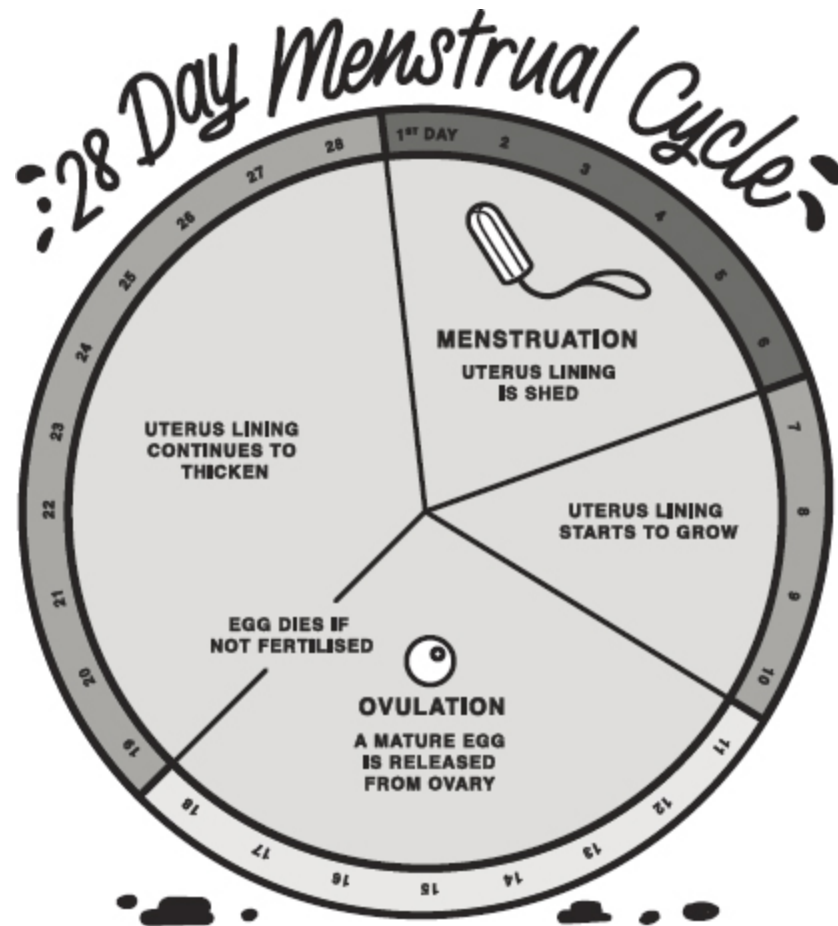 28 Day Menstrual Cycle
1ST DAY
2
3
4
5
6
7
8
9
10
11
12
13
14
15
16
17
18
19
20
21
22
23
24
25
26
27
28
MENSTRUATION
UTERUS LINING
IS SHED
UTERUS LINING
STARTS TO GROW
OVULATION
A MATURE EGG
IS RELEASED
FROM OVARY
EGG DIES IF
NOT FERTILISED
UTERUS LINING
CONTINUES TO
THICKEN